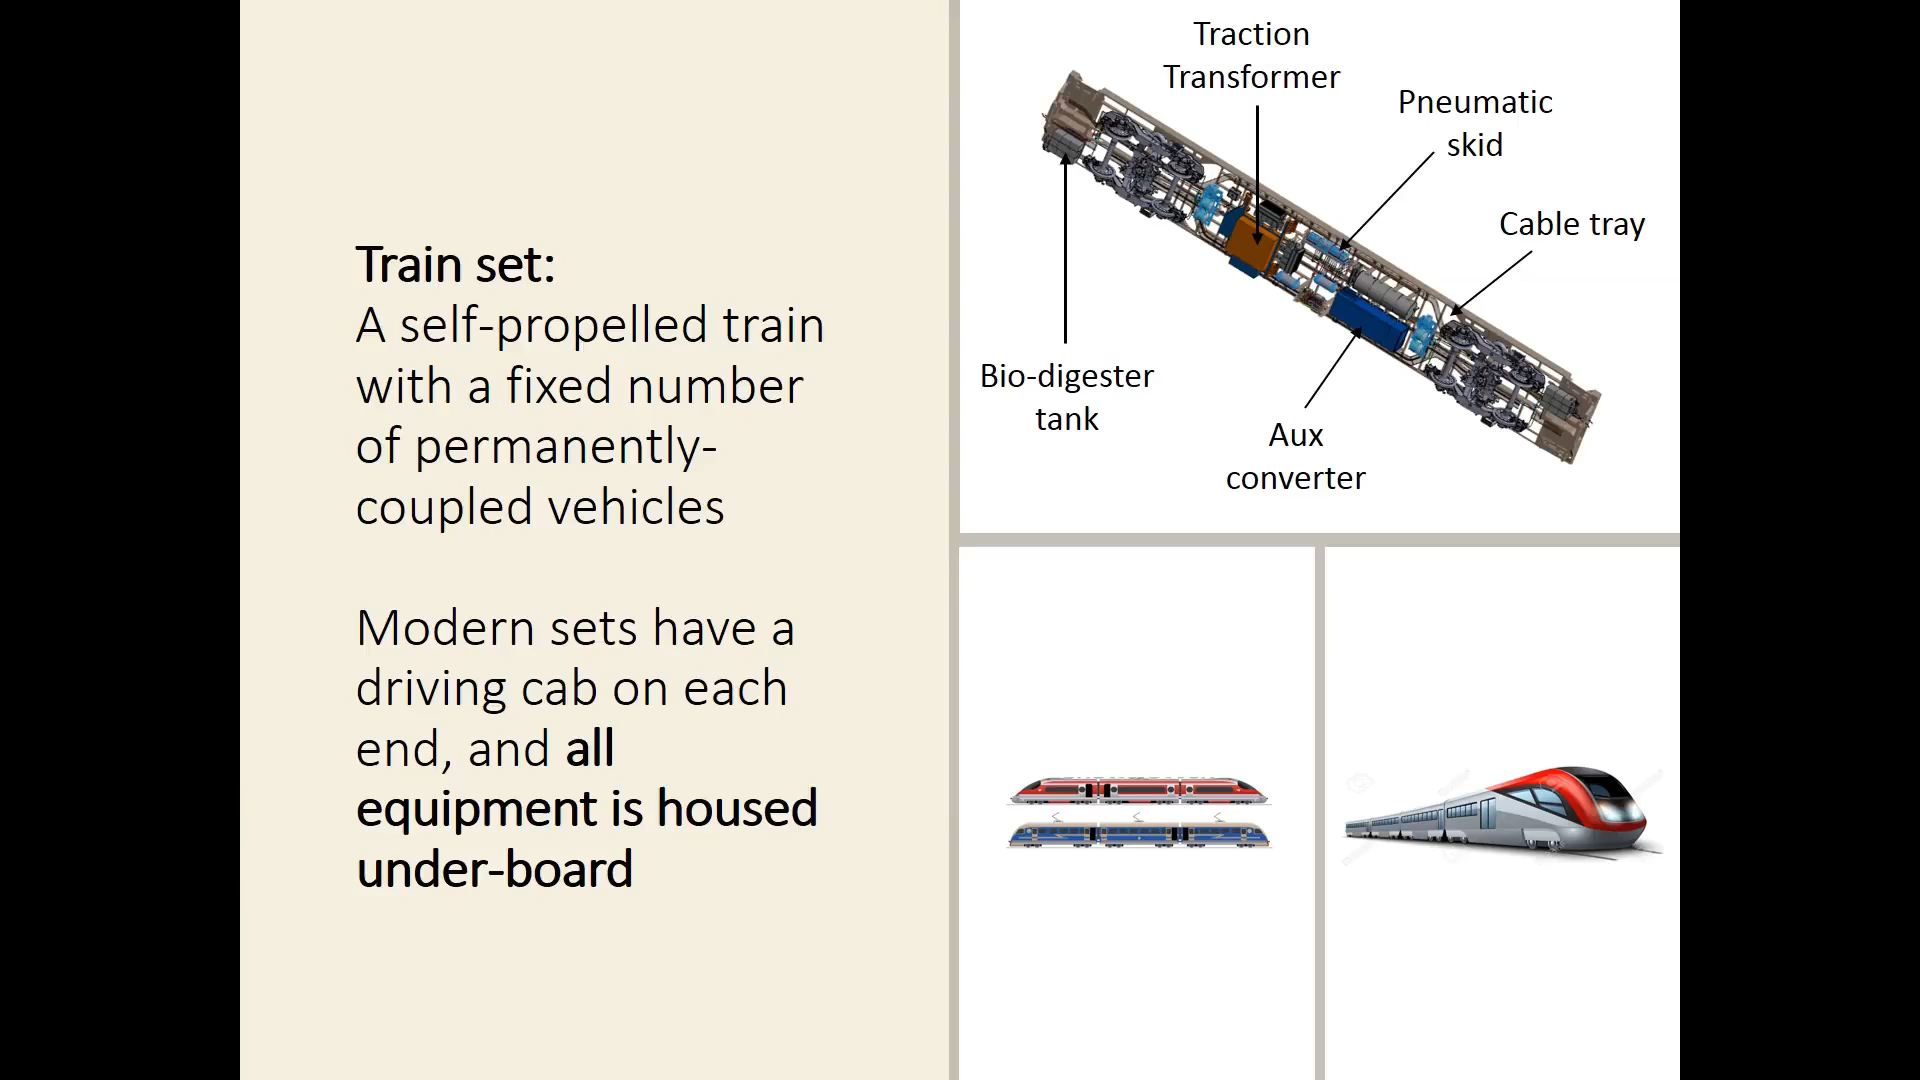 Train set:
A self-propelled train
with a fixed number
of permanently-
coupled vehicles
Modern sets have a
driving cab on each
end, and all
equipment is housed
under-board
Traction
Transformer
Pneumatic
skid
Cable tray
Bio-digester
tank
Aux
converter